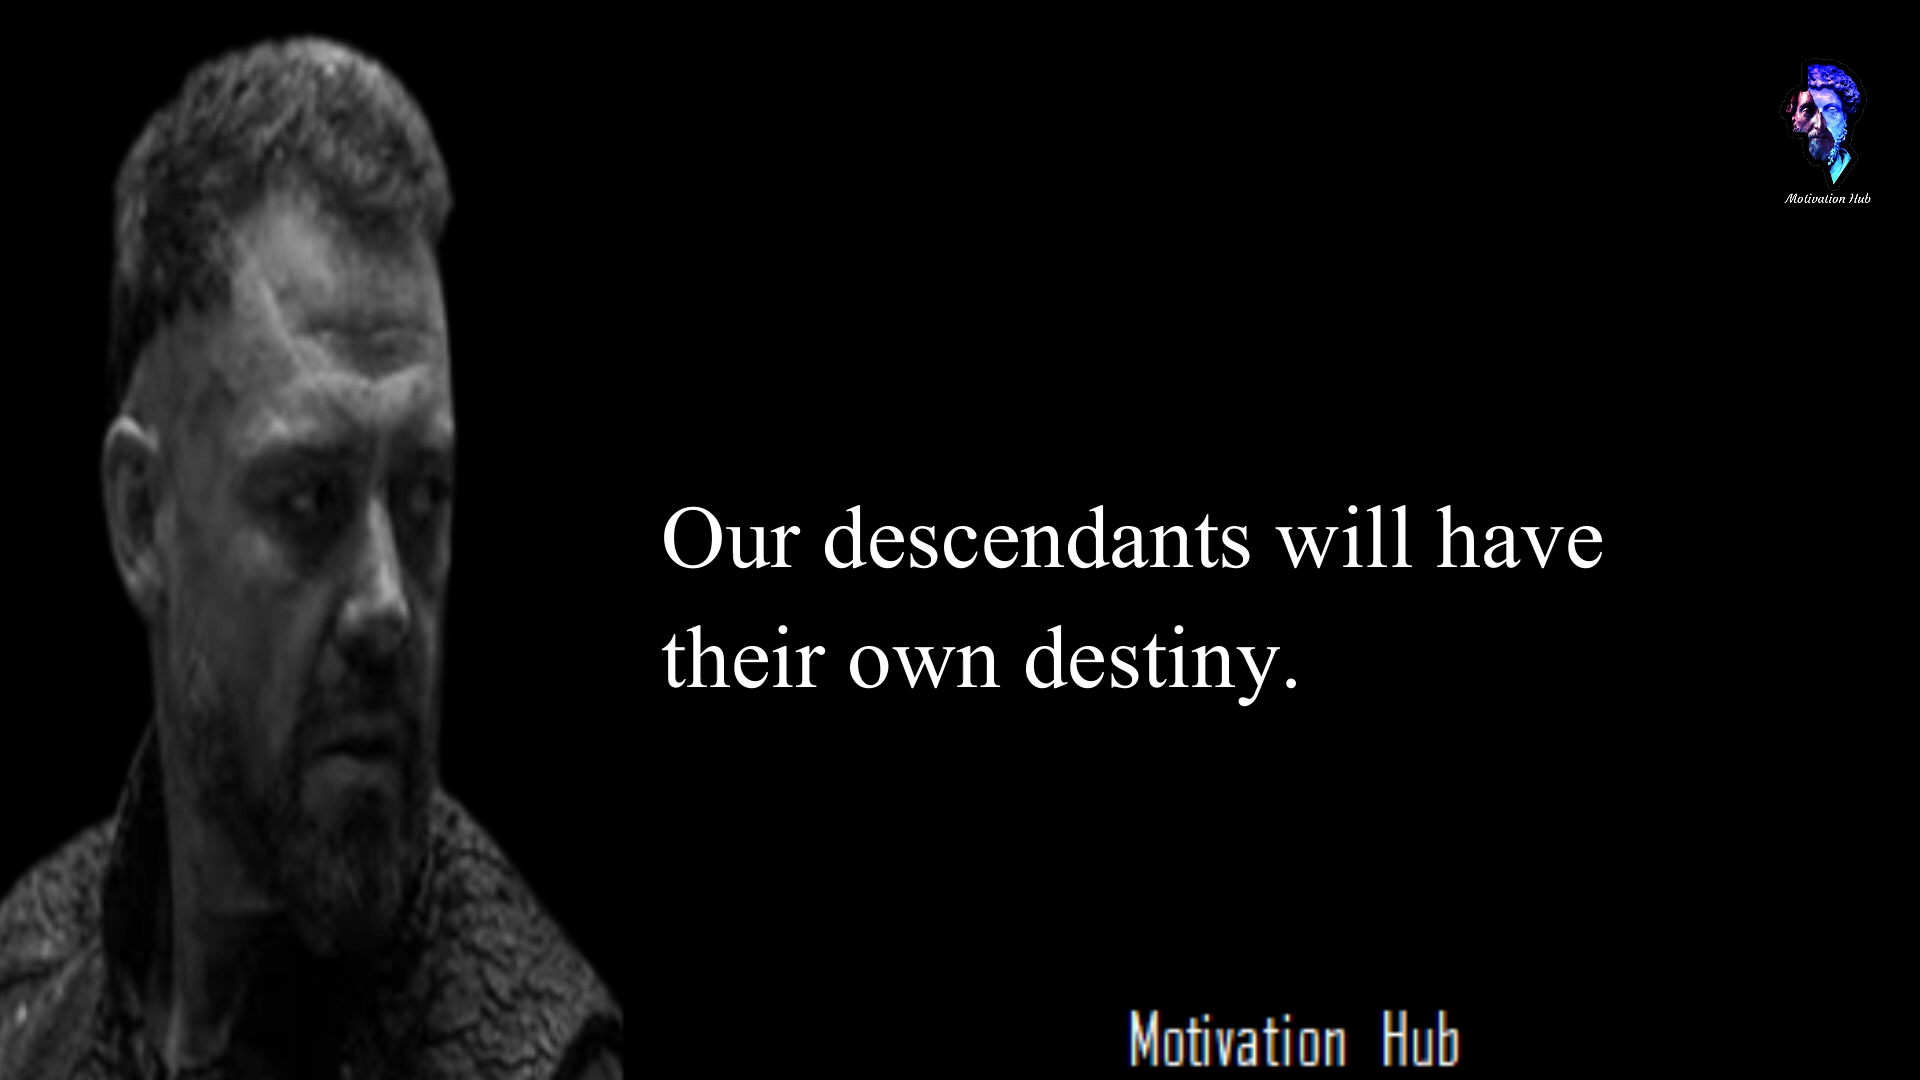 Motivation Hub
Our descendants will have
their own destiny.
Motivation Hub